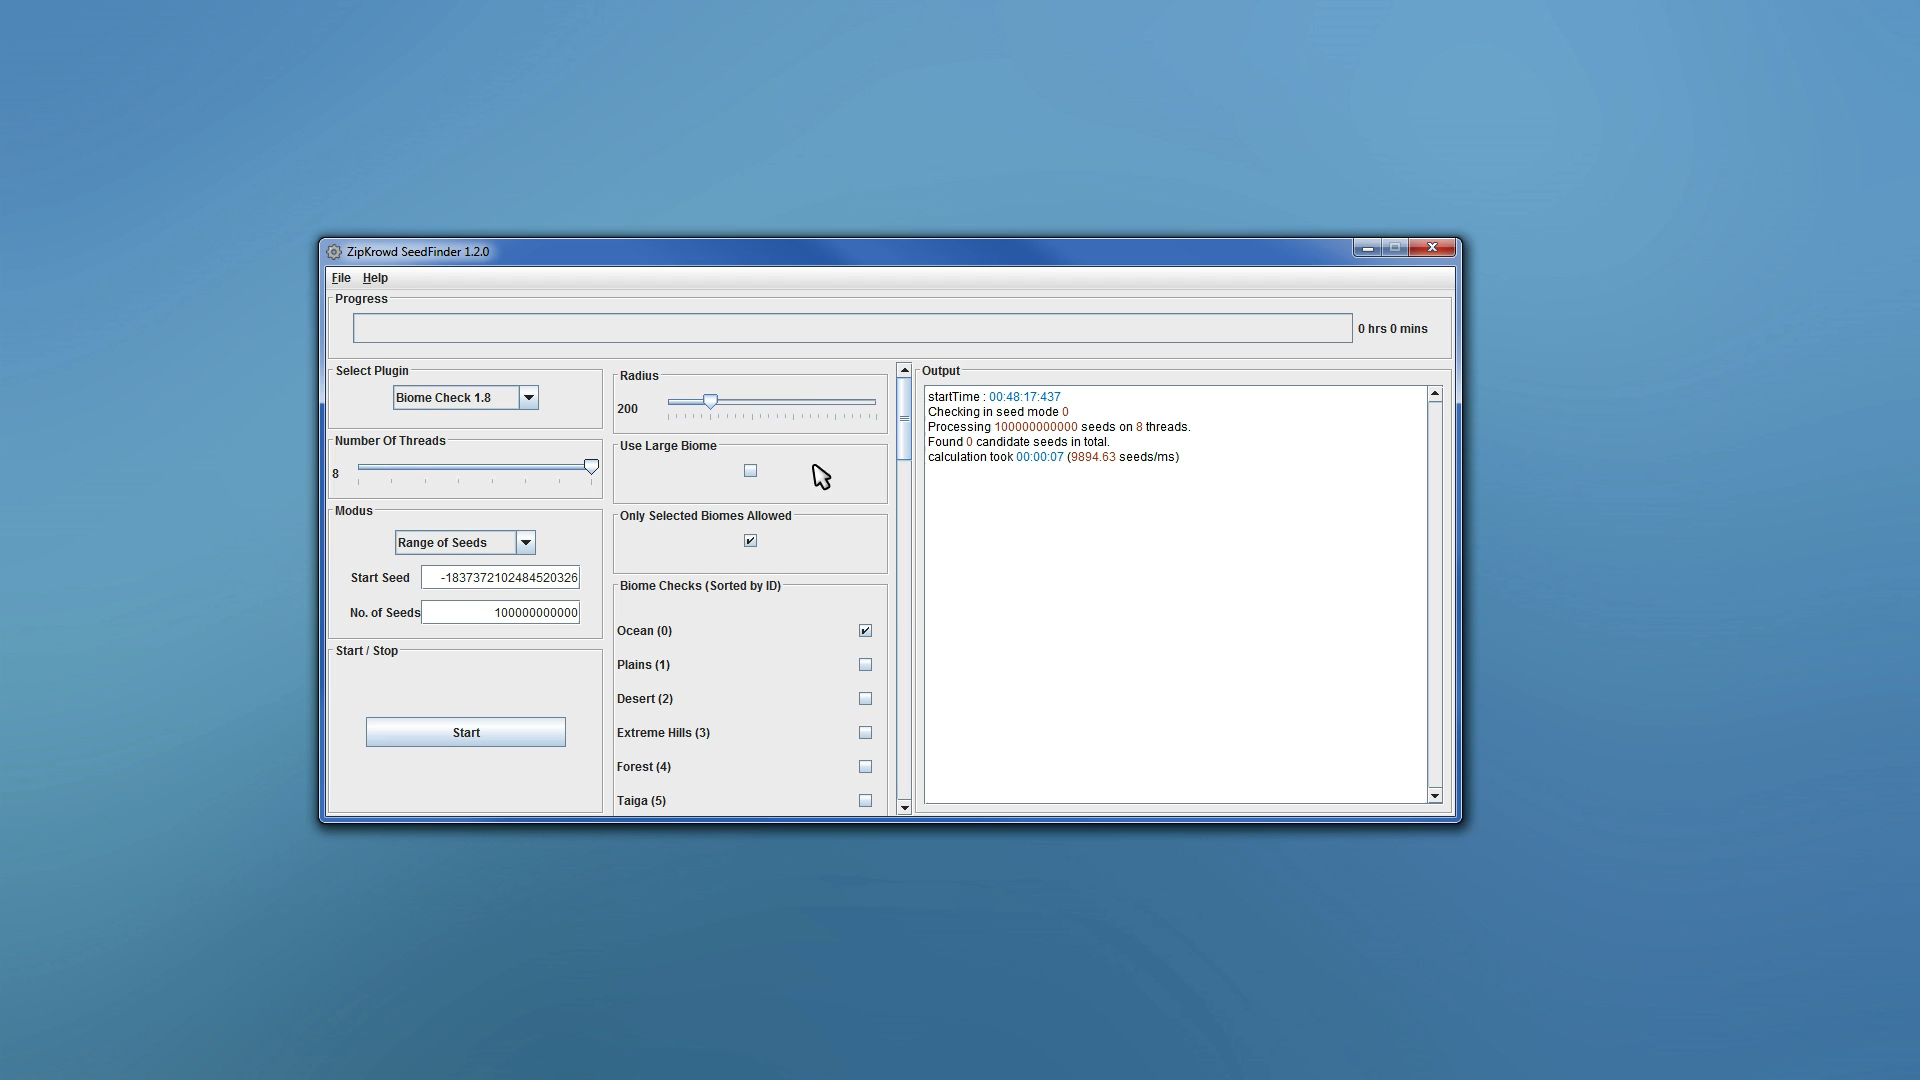 ZipKrowd SeedFinder 1.2.0
File Help
Progress
0 hrs 0 mins
Select Plugin
Biome Check 1.8
Number Of Threads
8
Modus
Range of Seeds
Start Seed -1837372102484520326
No. of Seeds 100000000000
Start / Stop
Start
Radius
200
Use Large Biome
Only Selected Biomes Allowed
Biome Checks (Sorted by ID)
Ocean (0)
Plains (1)
Desert (2)
Extreme Hills (3)
Forest (4)
Taiga (5)
Output
startTime : 00:48:17:437
Checking in seed mode 0
Processing 100000000000 seeds on 8 threads.
Found 0 candidate seeds in total.
calculation took 00:00:07 (9894.63 seeds/ms)